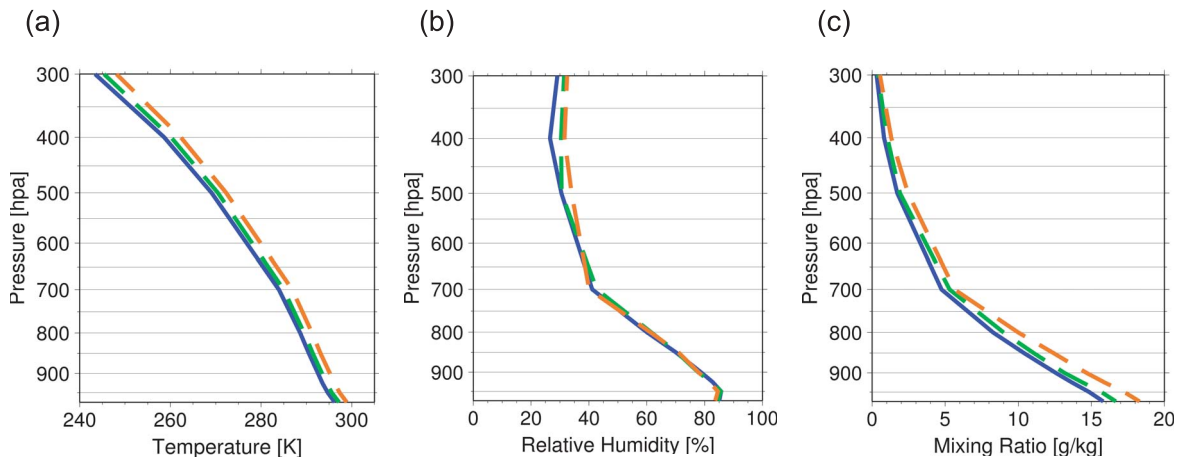 (a)
300
400
500
600
700
800
900
Pressure [hpa]
240 260 280 300
Temperature [K]
(b)
300
400
500
600
700
800
900
Pressure [hpa]
0 20 40 60 80 100
Relative Humidity [%]
(c)
300
400
500
600
700
800
900
Pressure [hpa]
0 5 10 15 20
Mixing Ratio [g/kg]